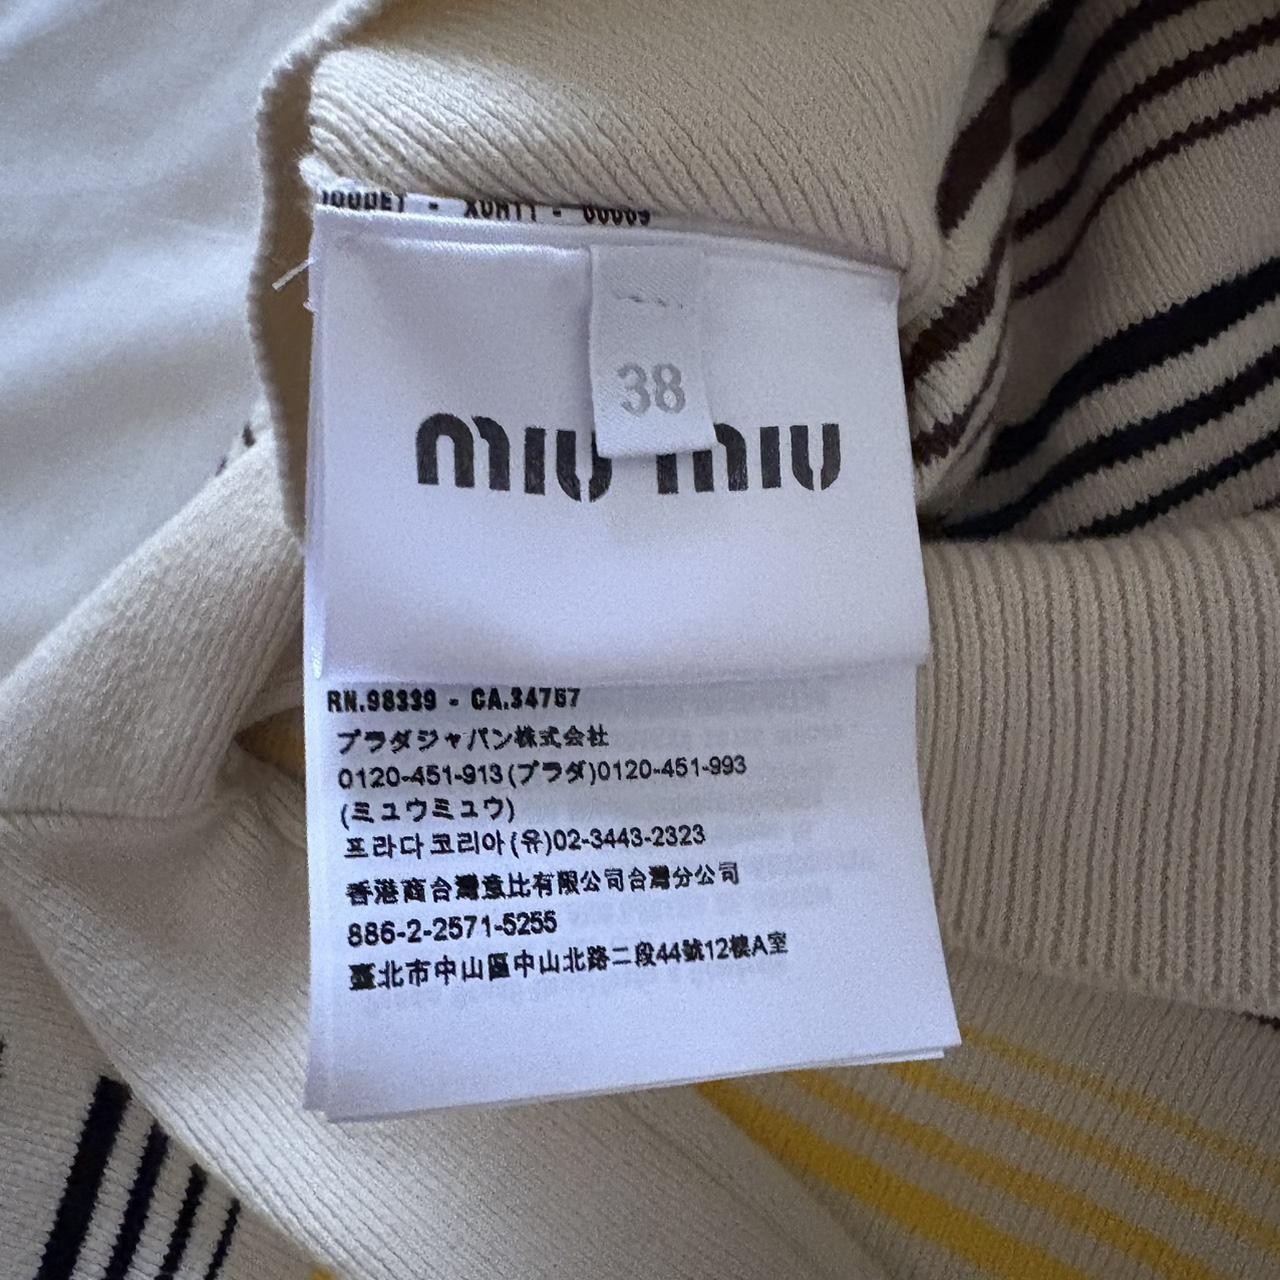 38
miu miu
RN.98339 - CA.34767
プラダジャパン株式会社
0120-451-913(プラダ)0120-451-993
(ミュウミュウ)
프라다코리아(유)02-3443-2323
香港商台灣意比有限公司台灣分公司
886-2-2571-5255
臺北市中山區中山北路二段44號12樓A室